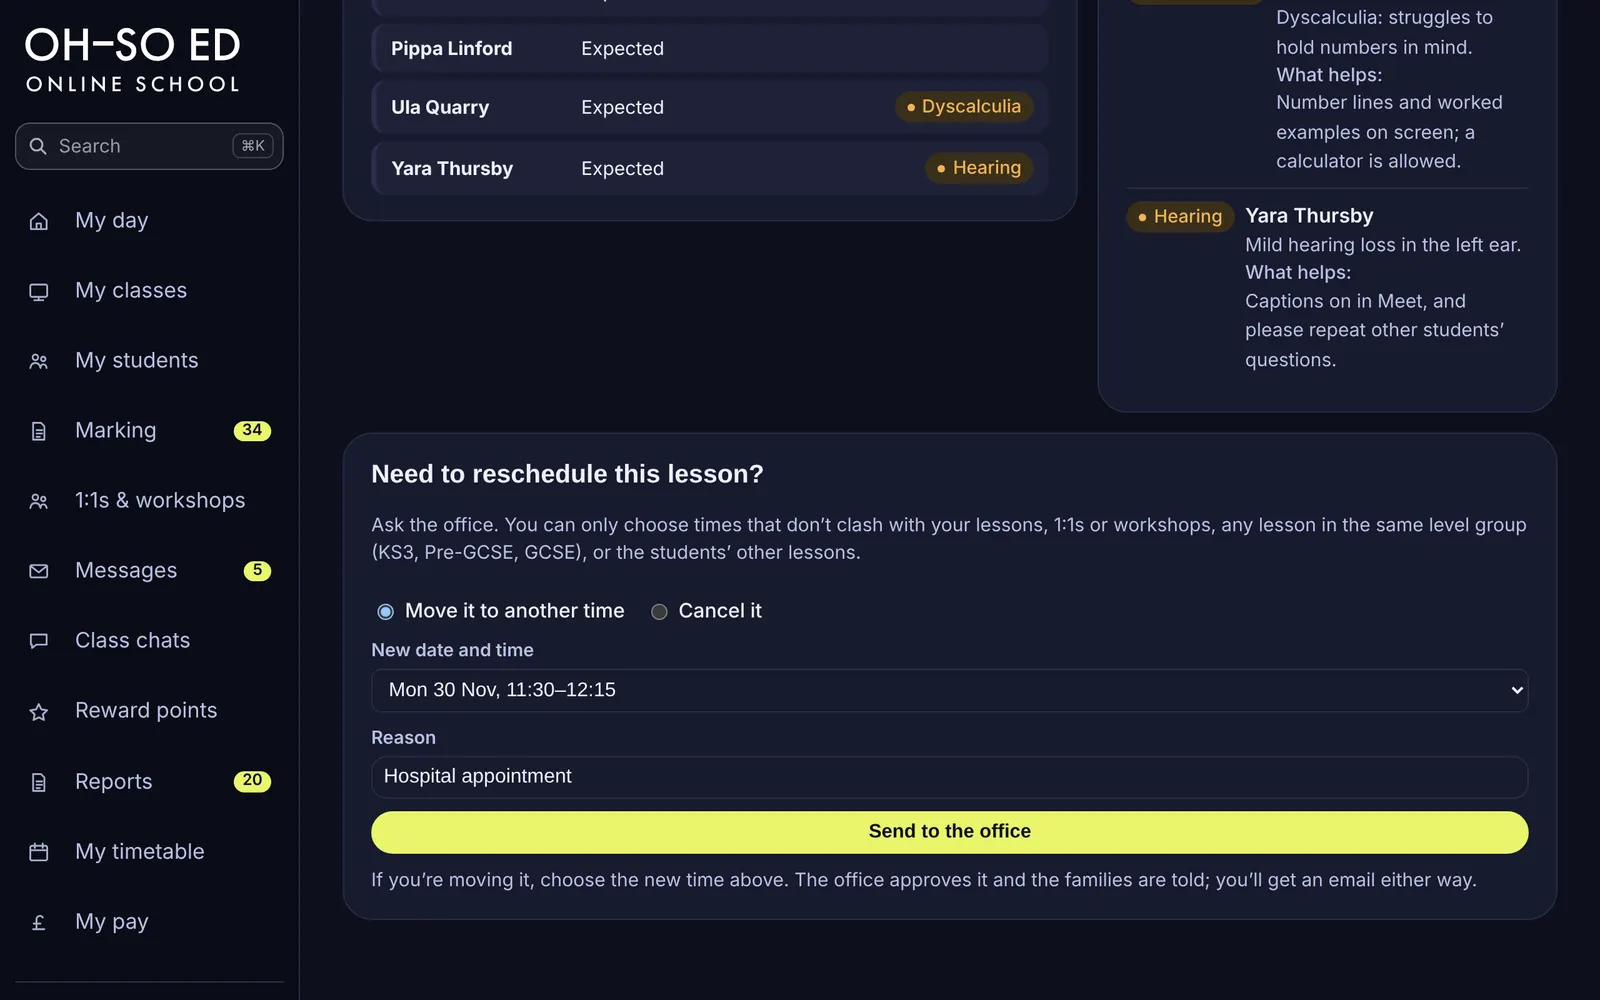 OH-SO ED
ONLINE SCHOOL
Search
⌘K
My day
My classes
My students
Marking
34
1:1s & workshops
Messages
5
Class chats
Reward points
Reports
20
My timetable
My pay
Pippa Linford
Expected
Ula Quarry
Expected
Dyscalculia
Yara Thursby
Expected
Hearing
Dyscalculia: struggles to
hold numbers in mind.
What helps:
Number lines and worked
examples on screen; a
calculator is allowed.
Hearing
Yara Thursby
Mild hearing loss in the left ear.
What helps:
Captions on in Meet, and
please repeat other students’
questions.
Need to reschedule this lesson?
Ask the office. You can only choose times that don’t clash with your lessons, 1:1s or workshops, any lesson in the same level group
(KS3, Pre-GCSE, GCSE), or the students’ other lessons.
Move it to another time
Cancel it
New date and time
Mon 30 Nov, 11:30–12:15
Reason
Hospital appointment
Send to the office
If you’re moving it, choose the new time above. The office approves it and the families are told; you’ll get an email either way.